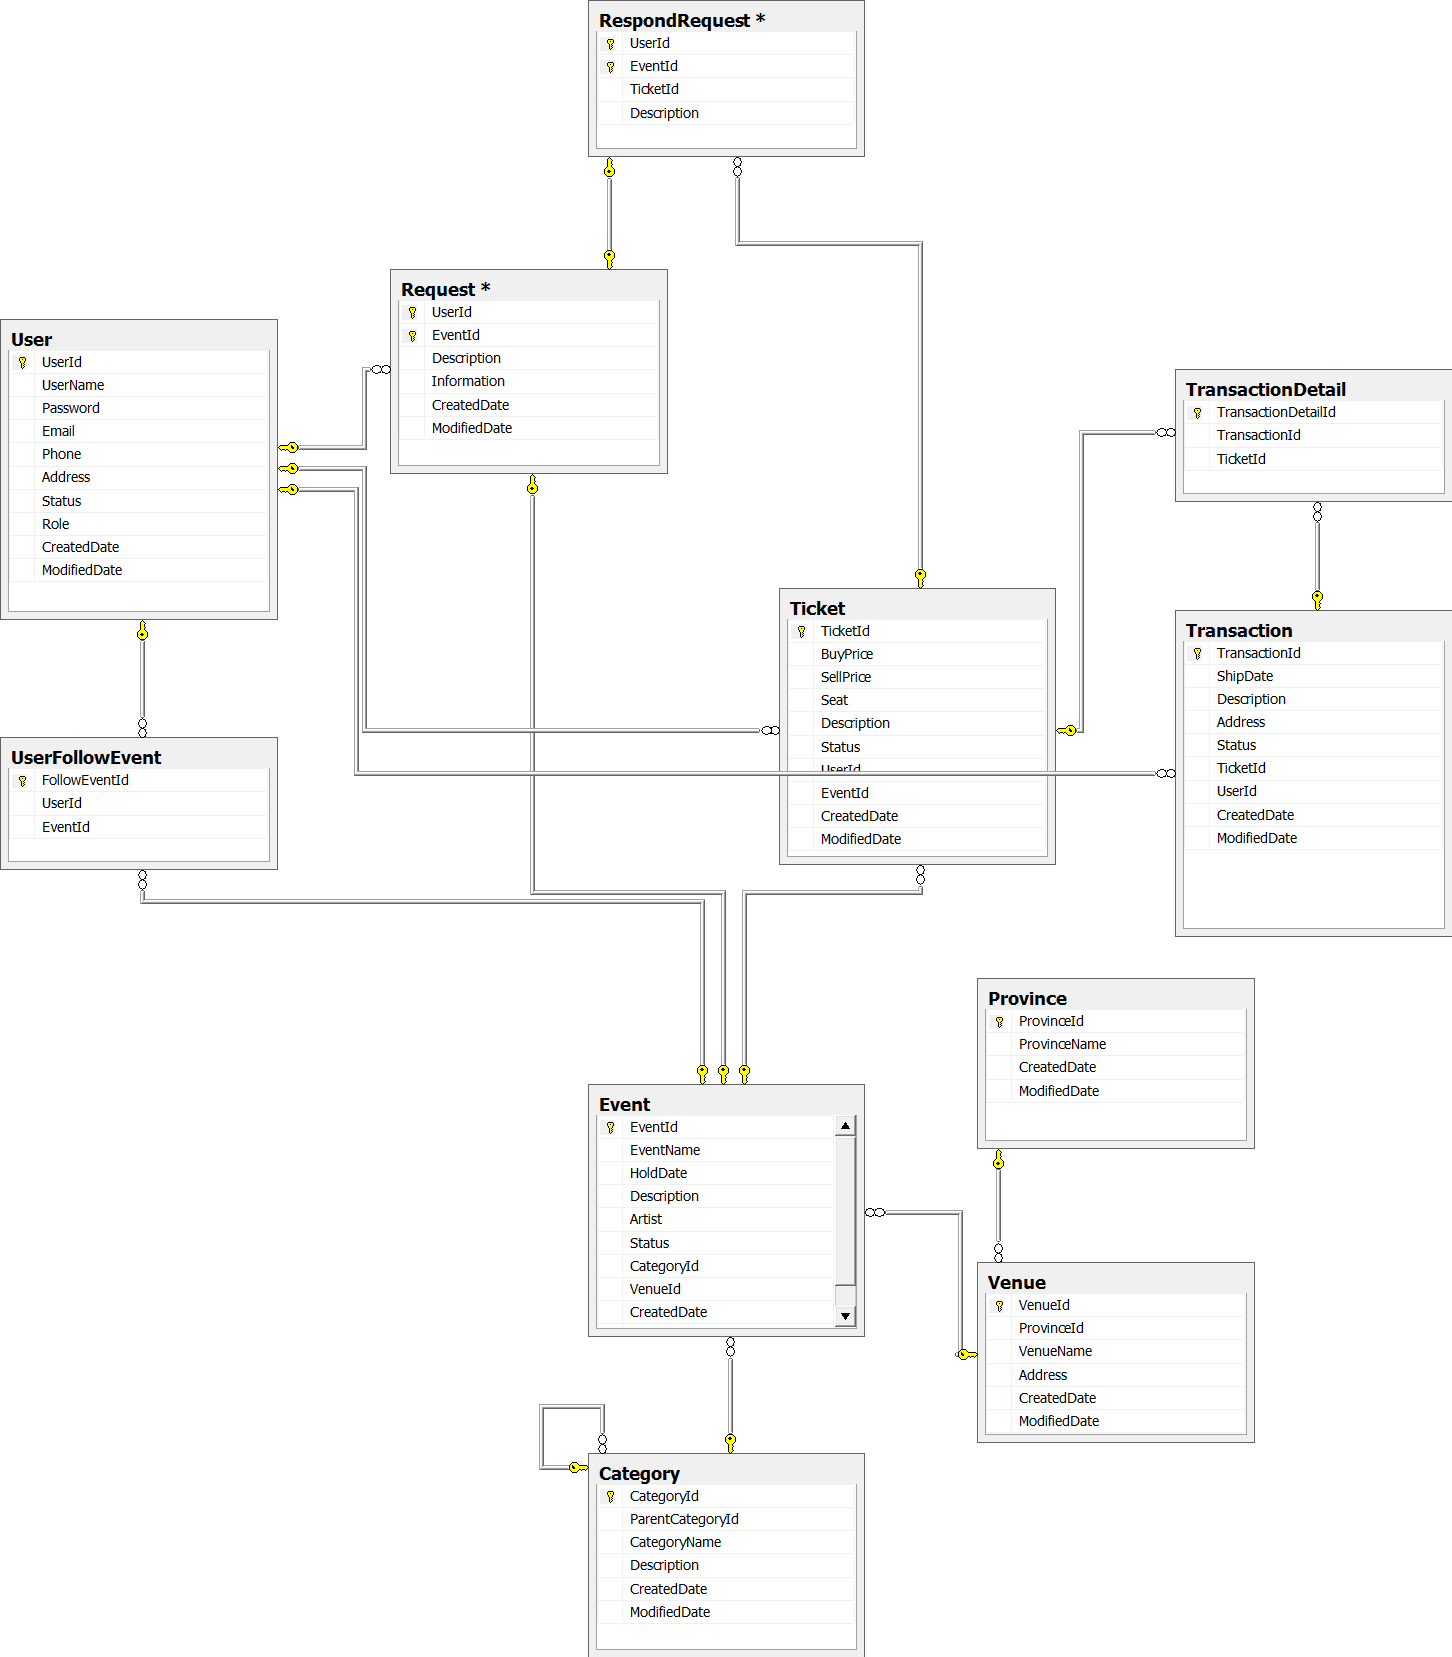 RespondRequest *
UserId
EventId
TicketId
Description
Request *
UserId
EventId
Description
Information
CreatedDate
ModifiedDate
User
UserId
UserName
Password
Email
Phone
Address
Status
Role
CreatedDate
ModifiedDate
TransactionDetail
TransactionDetailId
TransactionId
TicketId
Ticket
TicketId
BuyPrice
SellPrice
Seat
Description
Status
UserId
EventId
CreatedDate
ModifiedDate
Transaction
TransactionId
ShipDate
Description
Address
Status
TicketId
UserId
CreatedDate
ModifiedDate
UserFollowEvent
FollowEventId
UserId
EventId
Province
ProvinceId
ProvinceName
CreatedDate
ModifiedDate
Event
EventId
EventName
HoldDate
Description
Artist
Status
CategoryId
VenueId
CreatedDate
Venue
VenueId
ProvinceId
VenueName
Address
CreatedDate
ModifiedDate
Category
CategoryId
ParentCategoryId
CategoryName
Description
CreatedDate
ModifiedDate